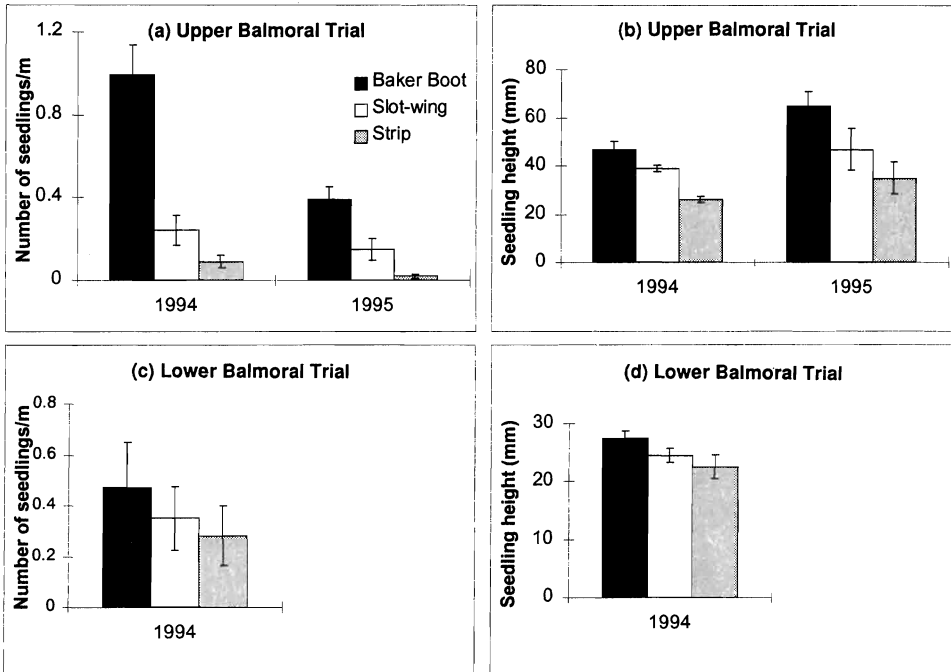 (a) Upper Balmoral Trial
Number of seedlings/m
1.2
0.8
0.4
0
Baker Boot
Slot-wing
Strip
1994
1995
(b) Upper Balmoral Trial
Seedling height (mm)
80
60
40
20
0
1994
1995
(c) Lower Balmoral Trial
Number of seedlings/m
0.8
0.6
0.4
0.2
0
1994
(d) Lower Balmoral Trial
Seedling height (mm)
30
20
10
0
1994